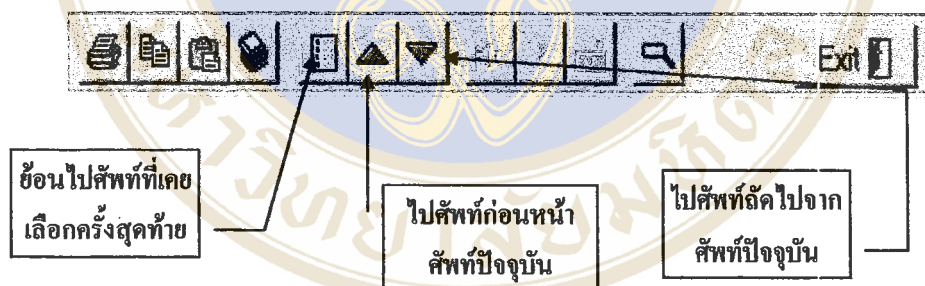 Exit
ย้อนไปศัพท์ที่เคย
เลือกครั้งสุดท้าย
ไปศัพท์ก่อนหน้า
ศัพท์ปัจจุบัน
ไปศัพท์ถัดไปจาก
ศัพท์ปัจจุบัน